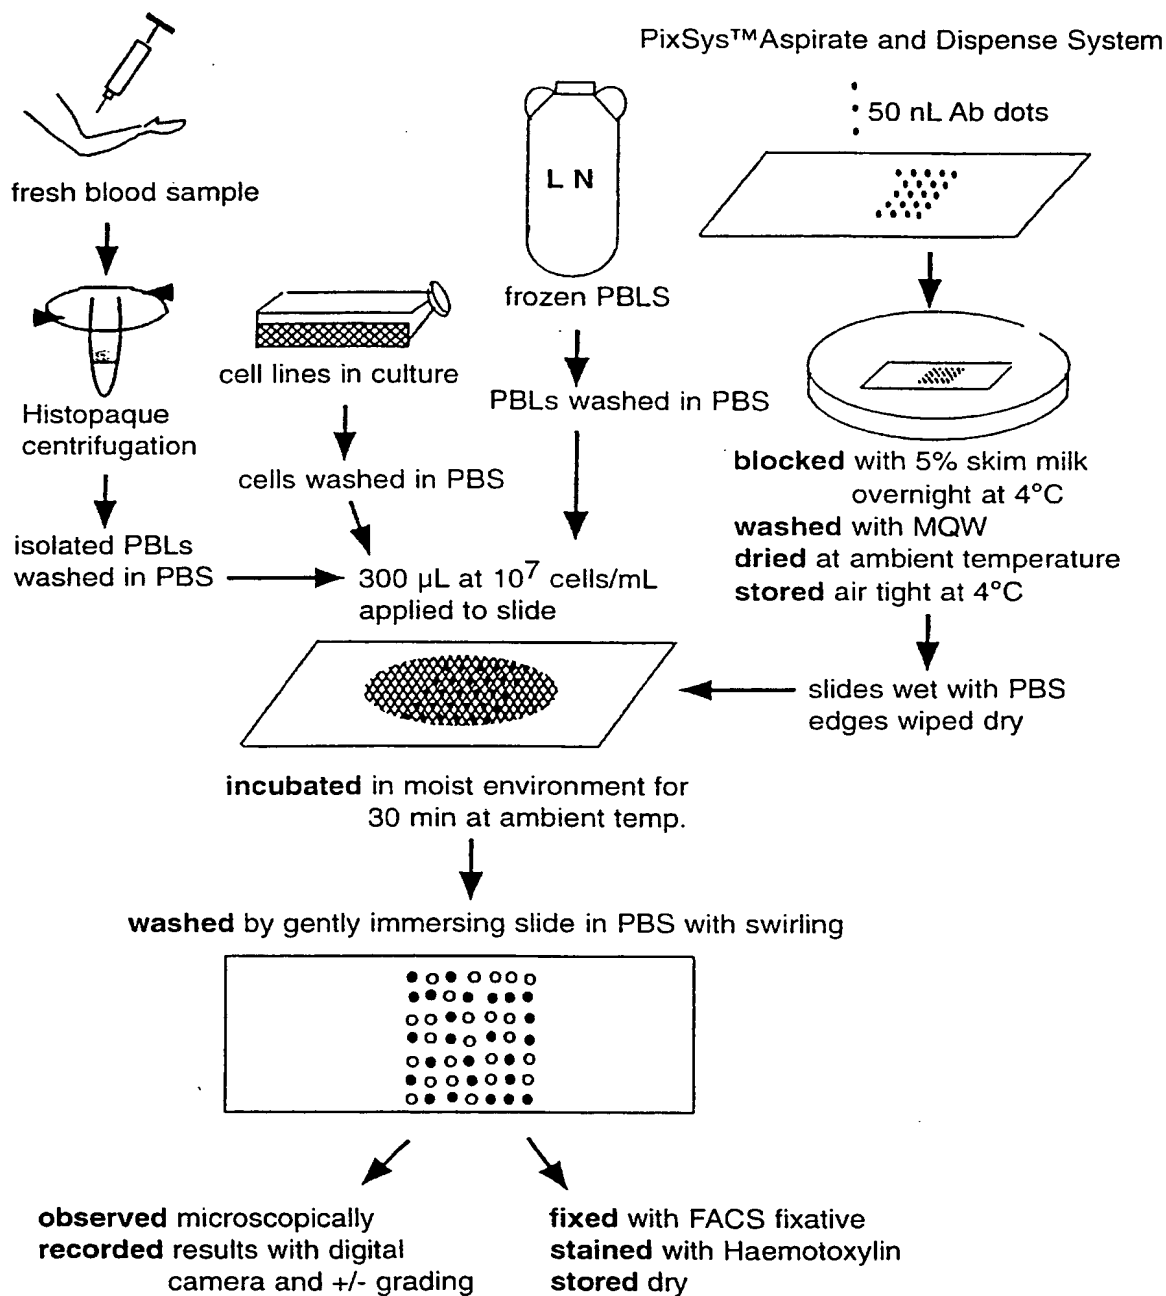 PixSys™Aspirate and Dispense System
50 nL Ab dots
fresh blood sample
L N
frozen PBLS
cell lines in culture
PBLs washed in PBS
Histopaque
centrifugation
cells washed in PBS
blocked with 5% skim milk
overnight at 4°C
washed with MQW
dried at ambient temperature
stored air tight at 4°C
isolated PBLs
washed in PBS
300 µL at 10⁷ cells/mL
applied to slide
slides wet with PBS
edges wiped dry
incubated in moist environment for
30 min at ambient temp.
washed by gently immersing slide in PBS with swirling
observed microscopically
recorded results with digital
camera and +/- grading
fixed with FACS fixative
stained with Haemotoxylin
stored dry